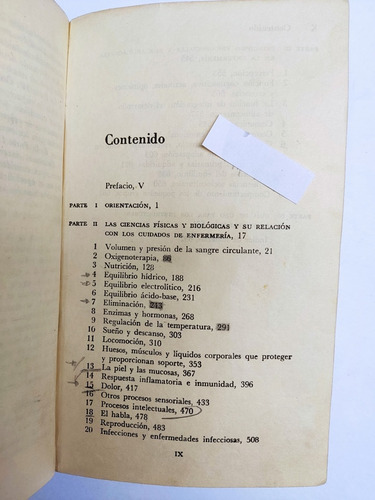 Contenido
Prefacio, V
PARTE I ORIENTACIÓN, 1
PARTE II LAS CIENCIAS FÍSICAS Y BIOLÓGICAS Y SU RELACIÓN
CON LOS CUIDADOS DE ENFERMERÍA, 17
1 Volumen y presión de la sangre circulante, 21
2 Oxigenoterapia, 66
3 Nutrición, 128
4 Equilibrio hídrico, 188
5 Equilibrio electrolítico, 216
6 Equilibrio ácido-base, 231
7 Eliminación, 243
8 Enzimas y hormonas, 268
9 Regulación de la temperatura, 291
10 Sueño y descanso, 303
11 Locomoción, 310
12 Huesos, músculos y líquidos corporales que proteger
y proporcionan soporte, 353
13 La piel y las mucosas, 367
14 Respuesta inflamatoria e inmunidad, 396
15 Dolor, 417
16 Otros procesos sensoriales, 433
17 Procesos intelectuales, 470
18 El habla, 478
19 Reproducción, 483
20 Infecciones y enfermedades infecciosas, 508
IX